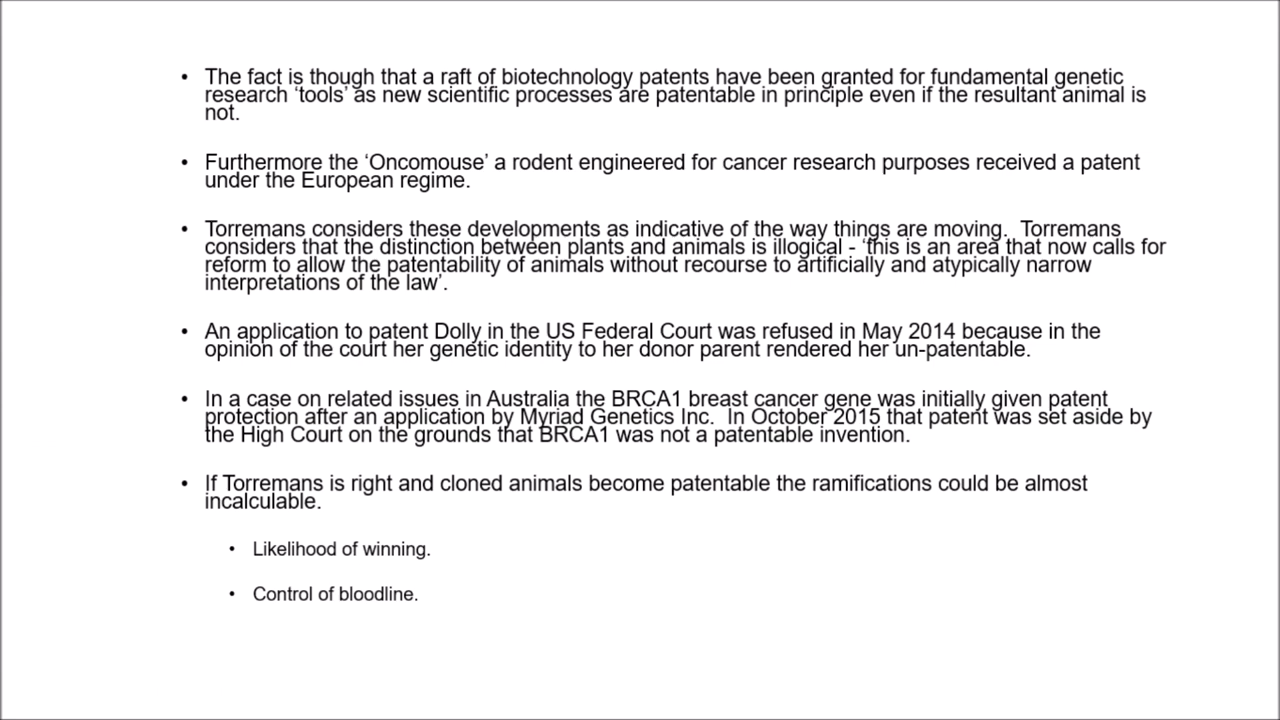 • The fact is though that a raft of biotechnology patents have been granted for fundamental genetic
research ‘tools’ as new scientific processes are patentable in principle even if the resultant animal is
not.
• Furthermore the ‘Oncomouse’ a rodent engineered for cancer research purposes received a patent
under the European regime.
• Torremans considers these developments as indicative of the way things are moving.  Torremans
considers that the distinction between plants and animals is illogical - ‘this is an area that now calls for
reform to allow the patentability of animals without recourse to artificially and atypically narrow
interpretations of the law’.
• An application to patent Dolly in the US Federal Court was refused in May 2014 because in the
opinion of the court her genetic identity to her donor parent rendered her un-patentable.
• In a case on related issues in Australia the BRCA1 breast cancer gene was initially given patent
protection after an application by Myriad Genetics Inc.  In October 2015 that patent was set aside by
the High Court on the grounds that BRCA1 was not a patentable invention.
• If Torremans is right and cloned animals become patentable the ramifications could be almost
incalculable.
• Likelihood of winning.
• Control of bloodline.